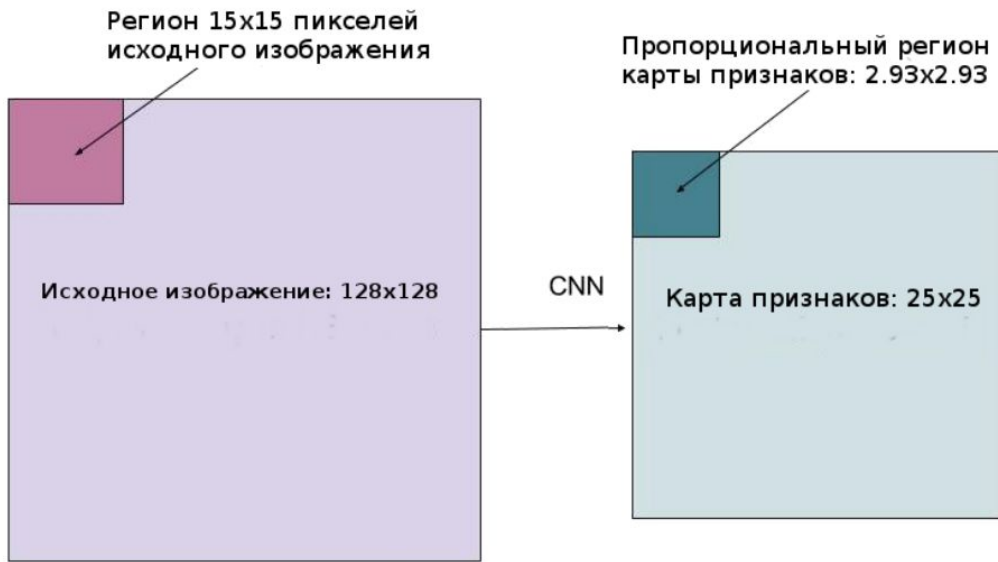 Регион 15x15 пикселей
исходного изображения
Пропорциональный регион
карты признаков: 2.93x2.93
Исходное изображение: 128x128
CNN
Карта признаков: 25x25